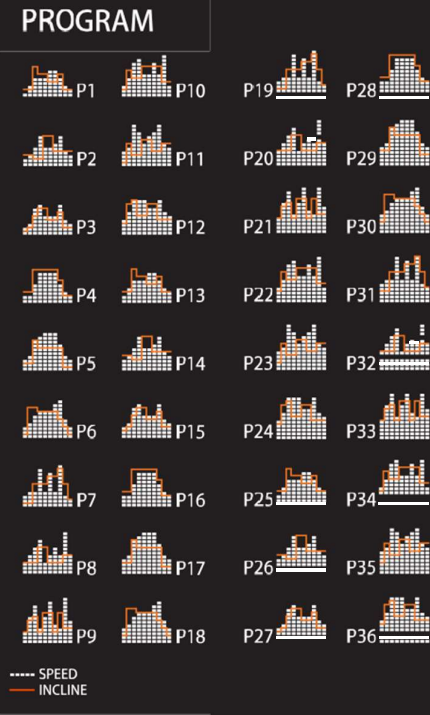 PROGRAM
P1 P10 P19 P28
P2 P11 P20 P29
P3 P12 P21 P30
P4 P13 P22 P31
P5 P14 P23 P32
P6 P15 P24 P33
P7 P16 P25 P34
P8 P17 P26 P35
P9 P18 P27 P36
SPEED
INCLINE